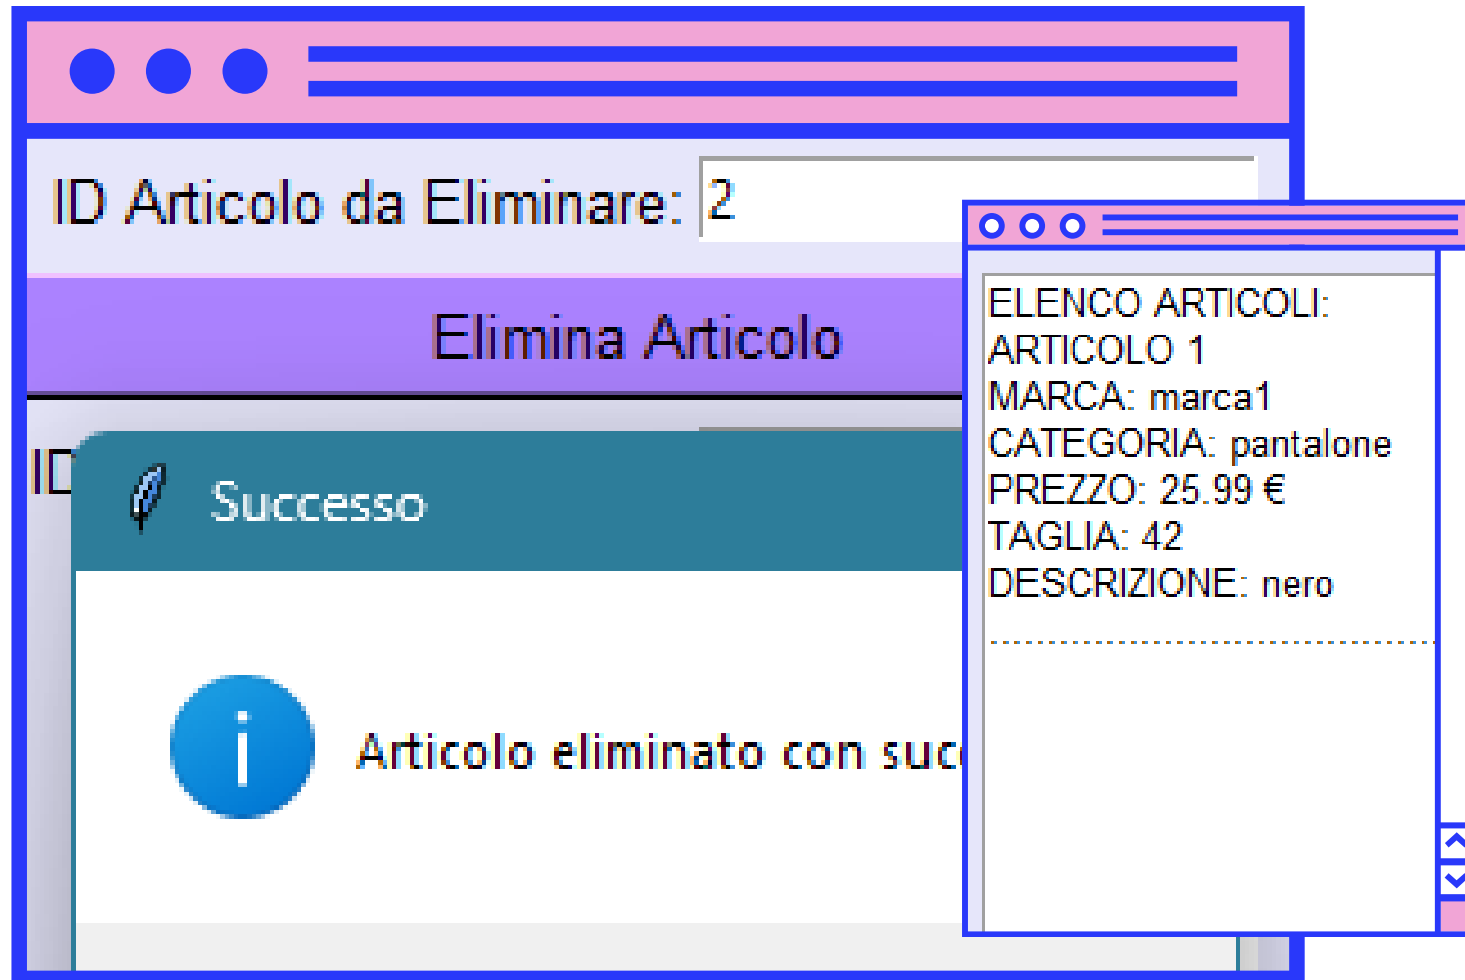 ID Articolo da Eliminare: 2
Elimina Articolo
ID
Successo
Articolo eliminato con
ELENCO ARTICOLI:
ARTICOLO 1
MARCA: marca1
CATEGORIA: pantalone
PREZZO: 25.99 €
TAGLIA: 42
DESCRIZIONE: nero